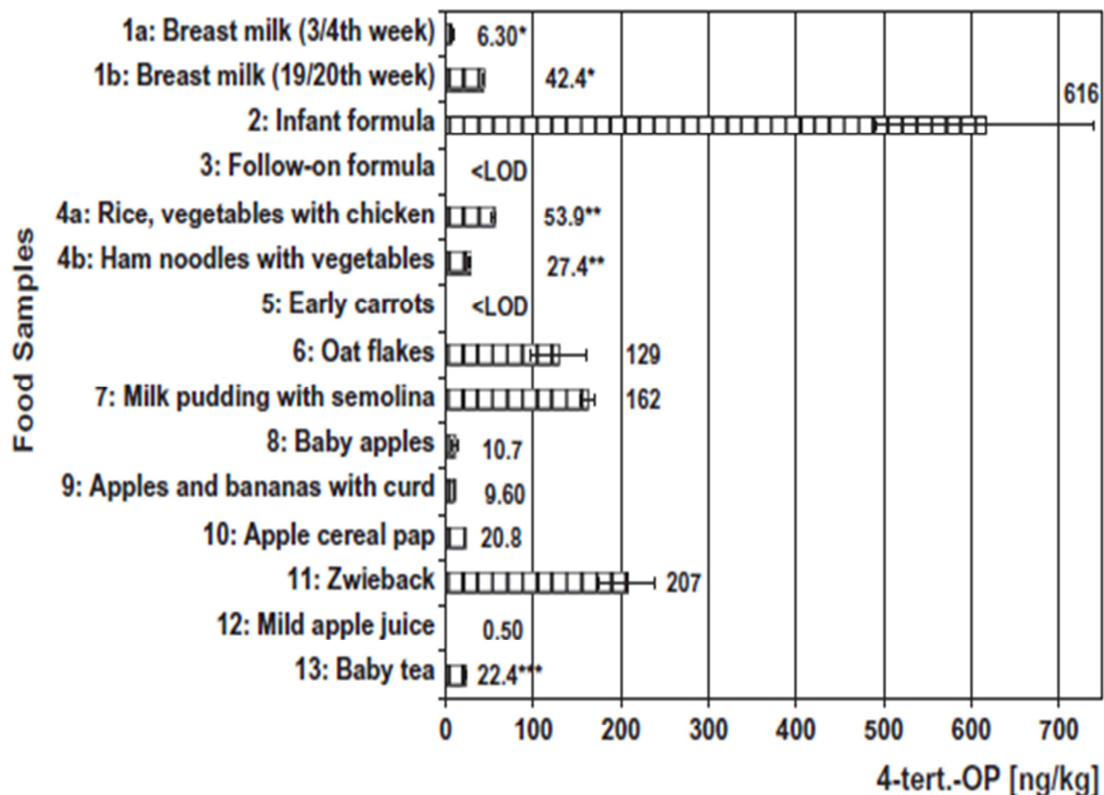 1a: Breast milk (3/4th week) 6.30*
1b: Breast milk (19/20th week) 42.4*
2: Infant formula 616
3: Follow-on formula <LOD
4a: Rice, vegetables with chicken 53.9**
4b: Ham noodles with vegetables 27.4**
5: Early carrots <LOD
6: Oat flakes 129
7: Milk pudding with semolina 162
8: Baby apples 10.7
9: Apples and bananas with curd 9.60
10: Apple cereal pap 20.8
11: Zwieback 207
12: Mild apple juice 0.50
13: Baby tea 22.4***
Food Samples
0 100 200 300 400 500 600 700
4-tert.-OP [ng/kg]